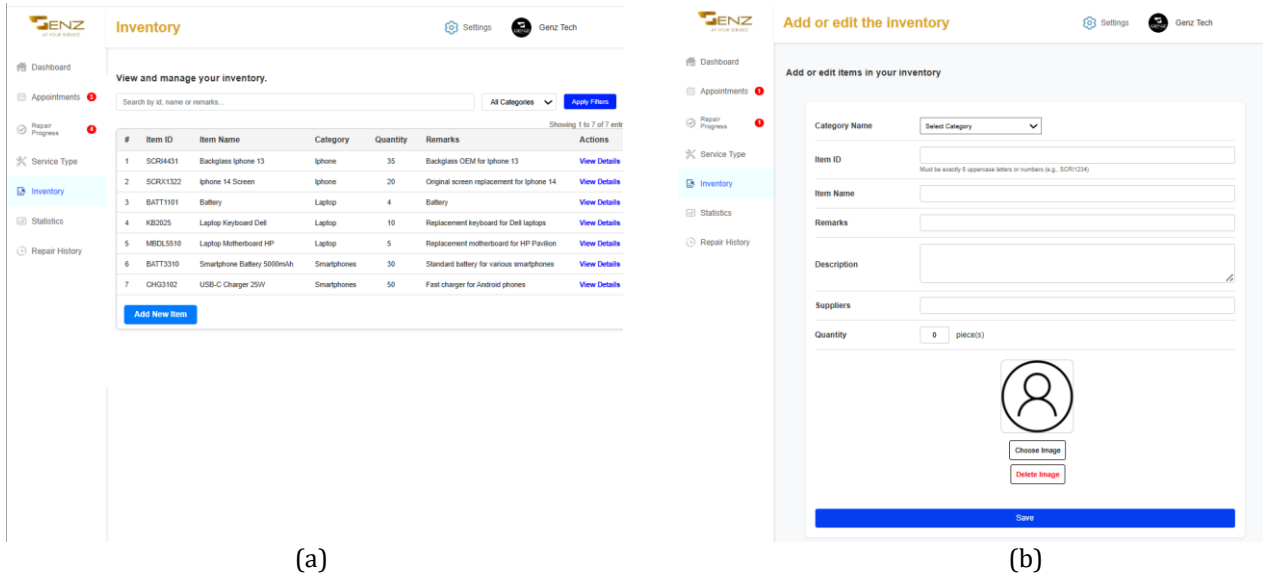 GENZ
AT YOUR SERVICE
Inventory
Settings
Genz Tech
Dashboard
Appointments 3
Repair Progress 4
Service Type
Inventory
Statistics
Repair History
View and manage your inventory.
Search by id, name or remarks...
All Categories
Apply Filters
Showing 1 to 7 of 7 entr
# Item ID Item Name Category Quantity Remarks Actions
1 SCRI4431 Backglass Iphone 13 Iphone 35 Backglass OEM for Iphone 13 View Details
2 SCRX1322 Iphone 14 Screen Iphone 20 Original screen replacement for Iphone 14 View Details
3 BATT1101 Battery Laptop 4 Battery View Details
4 KB2025 Laptop Keyboard Dell Laptop 10 Replacement keyboard for Dell laptops View Details
5 MBDL5510 Laptop Motherboard HP Laptop 5 Replacement motherboard for HP Pavilion View Details
6 BATT3310 Smartphone Battery 5000mAh Smartphones 30 Standard battery for various smartphones View Details
7 CHG3102 USB-C Charger 25W Smartphones 50 Fast charger for Android phones View Details
Add New Item
(a)
GENZ
AT YOUR SERVICE
Add or edit the inventory
Settings
Genz Tech
Dashboard
Appointments 1
Repair Progress 1
Service Type
Inventory
Statistics
Repair History
Add or edit items in your inventory
Category Name Select Category
Item ID
Must be exactly 8 uppercase letters or numbers (e.g., SCRI1234)
Item Name
Remarks
Description
Suppliers
Quantity 0 piece(s)
Choose Image
Delete Image
Save
(b)